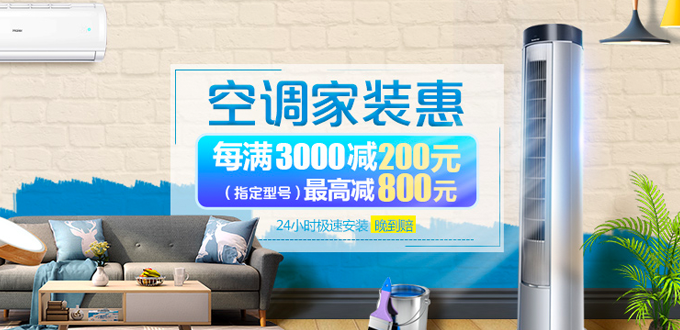 Haier
空调家装惠
每满3000减200元
（指定型号）最高减800元
24小时极速安装 晚到赔